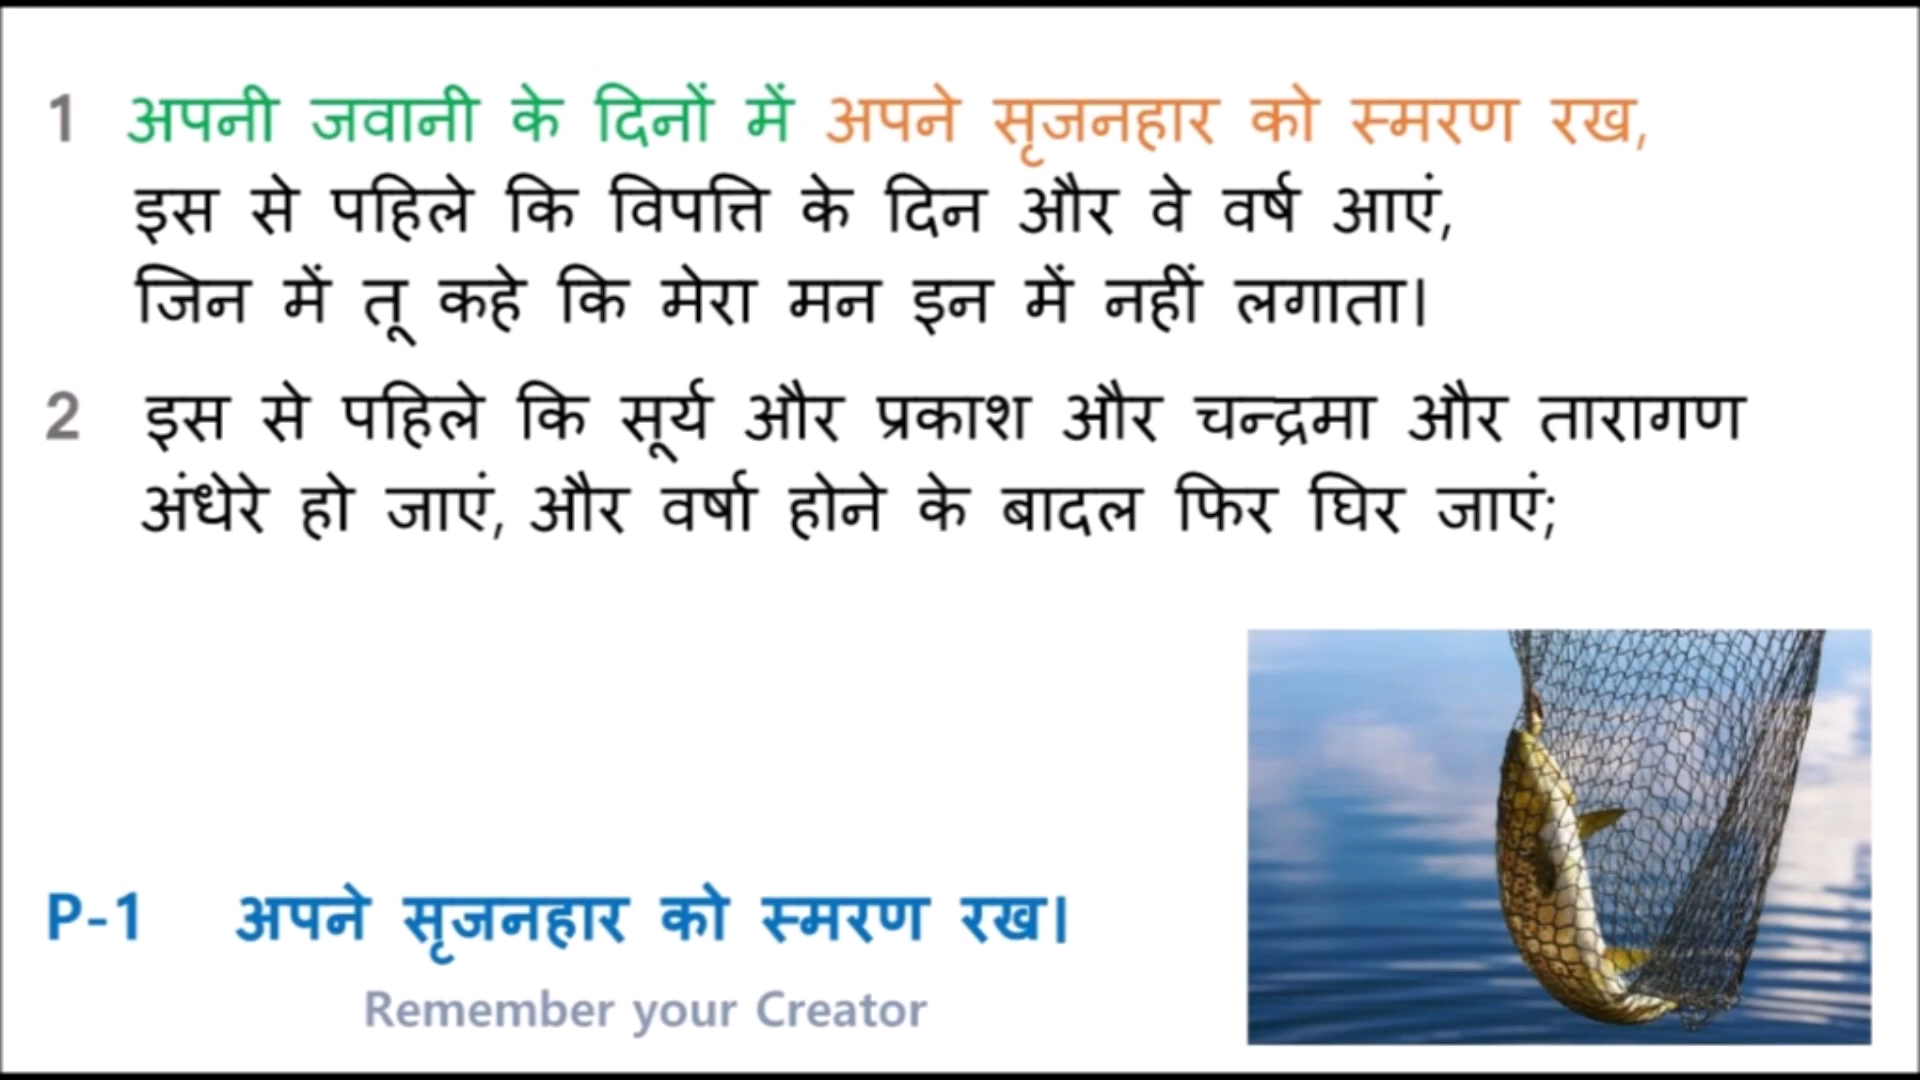 1 अपनी जवानी के दिनों में अपने सृजनहार को स्मरण रख,
इस से पहिले कि विपत्ति के दिन और वे वर्ष आएं,
जिन में तू कहे कि मेरा मन इन में नहीं लगाता।
2 इस से पहिले कि सूर्य और प्रकाश और चन्द्रमा और तारागण
अंधेरे हो जाएं, और वर्षा होने के बादल फिर घिर जाएं;
P-1 अपने सृजनहार को स्मरण रख।
Remember your Creator